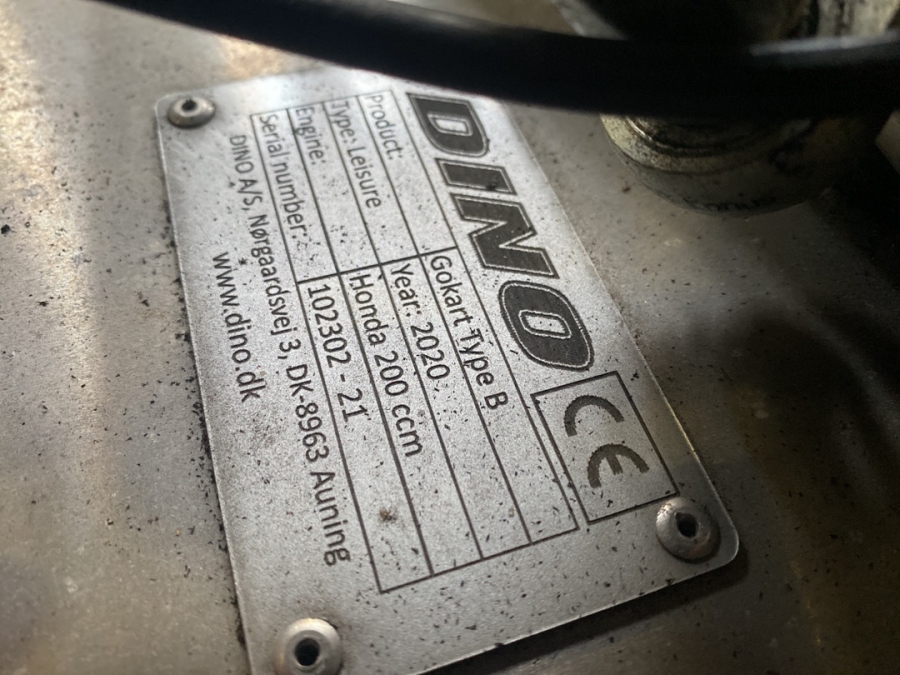 DINO
CE
Product: Gokart Type B
Type: Leisure Year: 2020
Engine: Honda 200 ccm
Serial number: 102302 - 21
DINO A/S, Nørgaardsvej 3, DK-8963 Auning
www.dino.dk